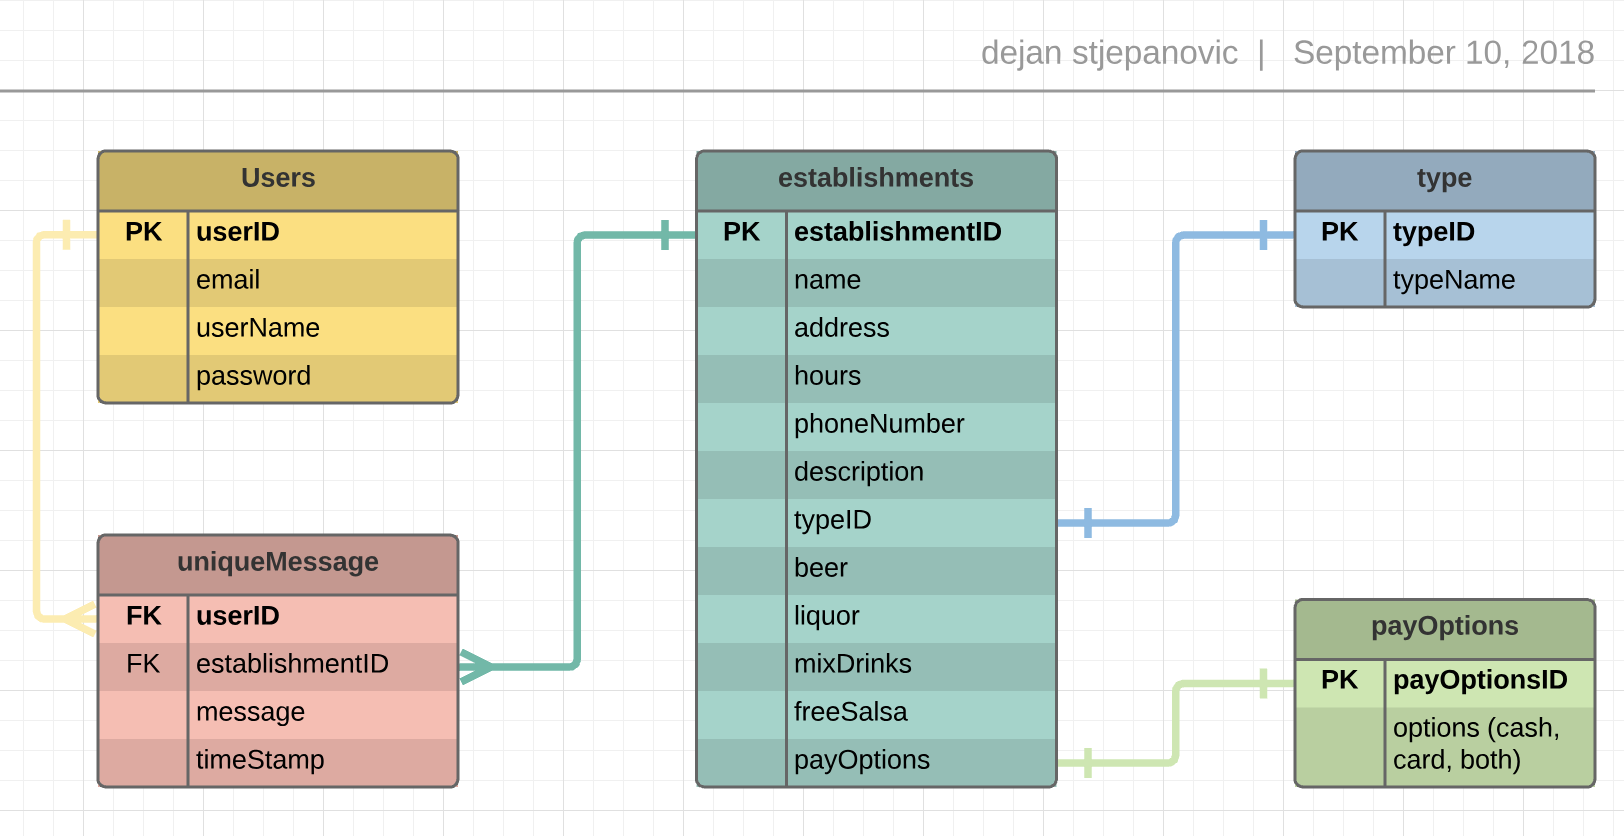 dejan stjepanovic | September 10, 2018
Users
PK userID
email
userName
password
uniqueMessage
FK userID
FK establishmentID
message
timeStamp
establishments
PK establishmentID
name
address
hours
phoneNumber
description
typeID
beer
liquor
mixDrinks
freeSalsa
payOptions
type
PK typeID
typeName
payOptions
PK payOptionsID
options (cash,
card, both)